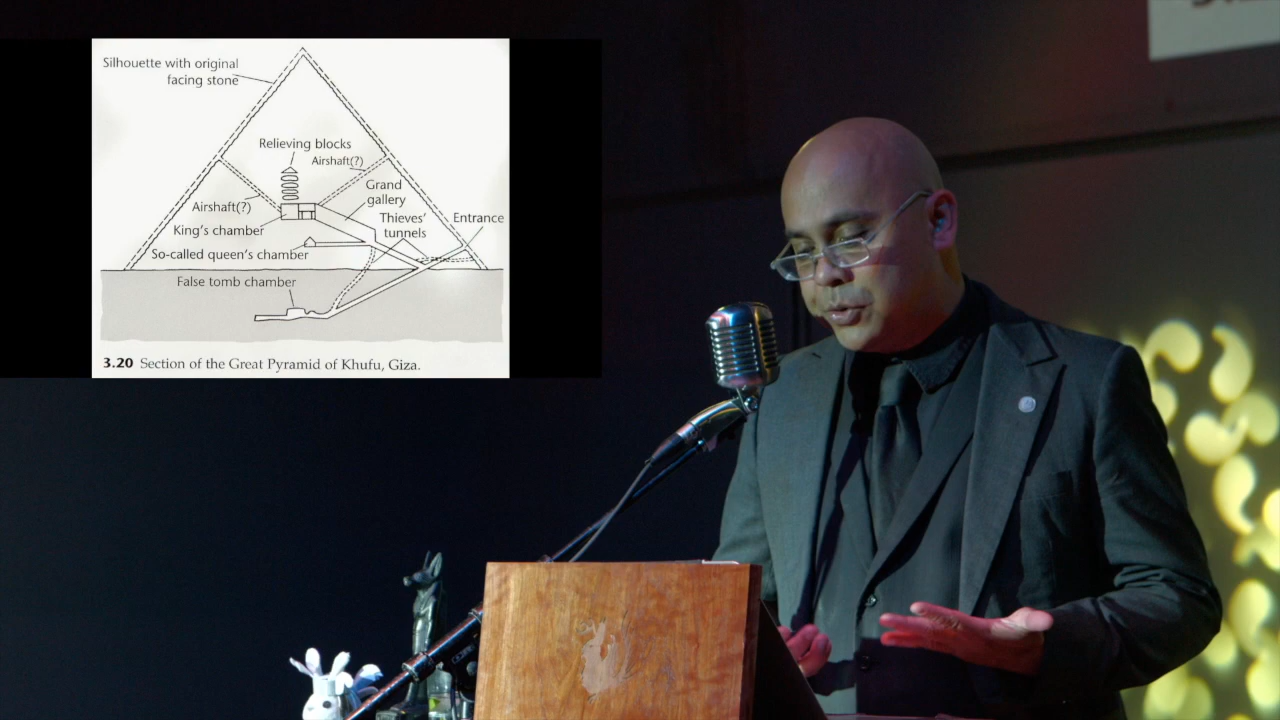 Silhouette with original
facing stone
Relieving blocks
Airshaft(?)
Grand
gallery
Airshaft(?)
Thieves'
tunnels
Entrance
King's chamber
So-called queen's chamber
False tomb chamber
3.20 Section of the Great Pyramid of Khufu, Giza.